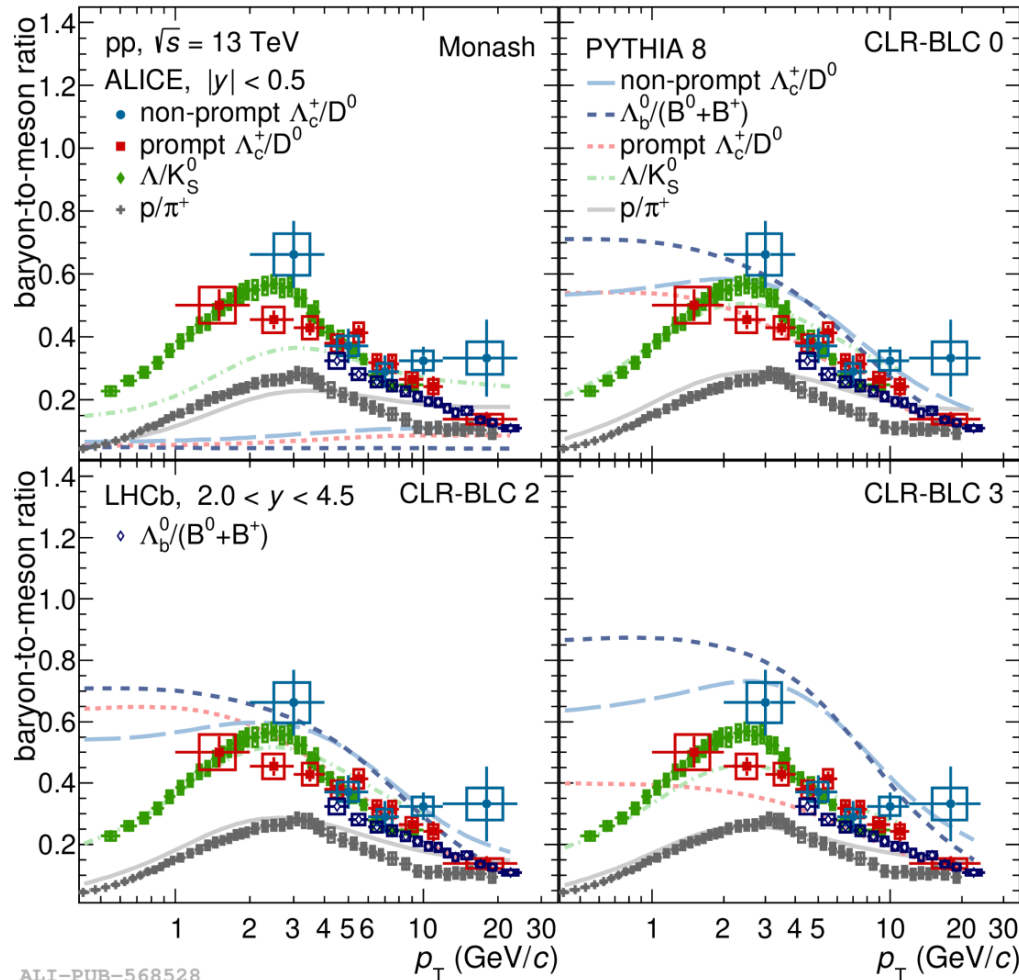 baryon-to-meson ratio
1.4
1.2
1.0
0.8
0.6
0.4
0.2
pp, √s = 13 TeV
Monash
ALICE, |y| < 0.5
non-prompt Λc+/D0
prompt Λc+/D0
Λ/KS0
p/π+
PYTHIA 8
CLR-BLC 0
non-prompt Λc+/D0
Λb0/(B0+B+)
prompt Λc+/D0
Λ/KS0
p/π+
baryon-to-meson ratio
1.4
1.2
1.0
0.8
0.6
0.4
0.2
LHCb, 2.0 < y < 4.5
CLR-BLC 2
Λb0/(B0+B+)
CLR-BLC 3
1 2 3 4 5 6 10 20 30
pT (GeV/c)
1 2 3 4 5 6 10 20 30
pT (GeV/c)
ALI-PUB-568528